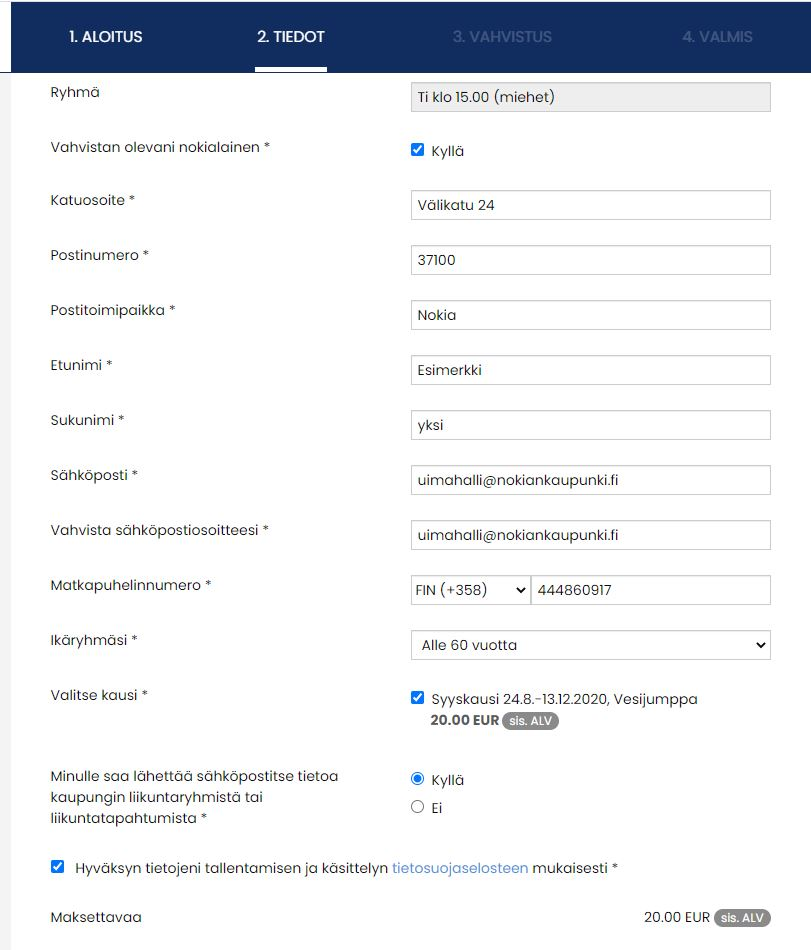 1. ALOITUS 2. TIEDOT 3. VAHVISTUS 4. VALMIS
Ryhmä Ti klo 15.00 (miehet)
Vahvistan olevani nokialainen * Kyllä
Katuosoite * Välikatu 24
Postinumero * 37100
Postitoimipaikka * Nokia
Etunimi * Esimerkki
Sukunimi * yksi
Sähköposti * uimahalli@nokiankaupunki.fi
Vahvista sähköpostiosoitteesi * uimahalli@nokiankaupunki.fi
Matkapuhelinnumero * FIN (+358) 444860917
Ikäryhmäsi * Alle 60 vuotta
Valitse kausi * Syyskausi 24.8.-13.12.2020, Vesijumppa
20.00 EUR sis. ALV
Minulle saa lähettää sähköpostitse tietoa
kaupungin liikuntaryhmistä tai
liikuntatapahtumista *
Kyllä
Ei
Hyväksyn tietojeni tallentamisen ja käsittelyn tietosuojaselosteen mukaisesti *
Maksettavaa 20.00 EUR sis. ALV